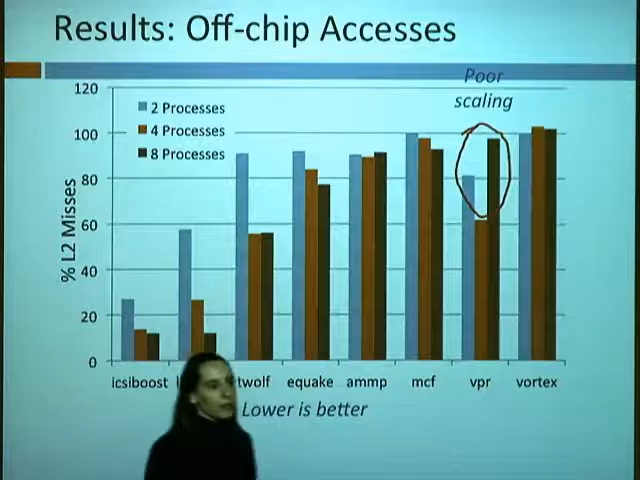 Results: Off-chip Accesses
Poor
scaling
120
100
80
60
40
20
0
% L2 Misses
2 Processes
4 Processes
8 Processes
icsiboost twolf equake ammp mcf vpr vortex
Lower is better